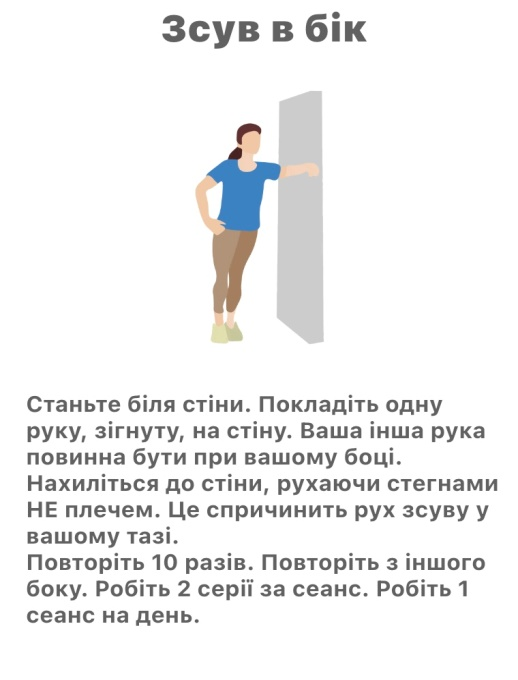 Зсув в бік
Станьте біля стіни. Покладіть одну
руку, зігнуту, на стіну. Ваша інша рука
повинна бути при вашому боці.
Нахиліться до стіни, рухаючи стегнами
НЕ плечем. Це спричинить рух зсуву у
вашому тазі.
Повторіть 10 разів. Повторіть з іншого
боку. Робіть 2 серії за сеанс. Робіть 1
сеанс на день.